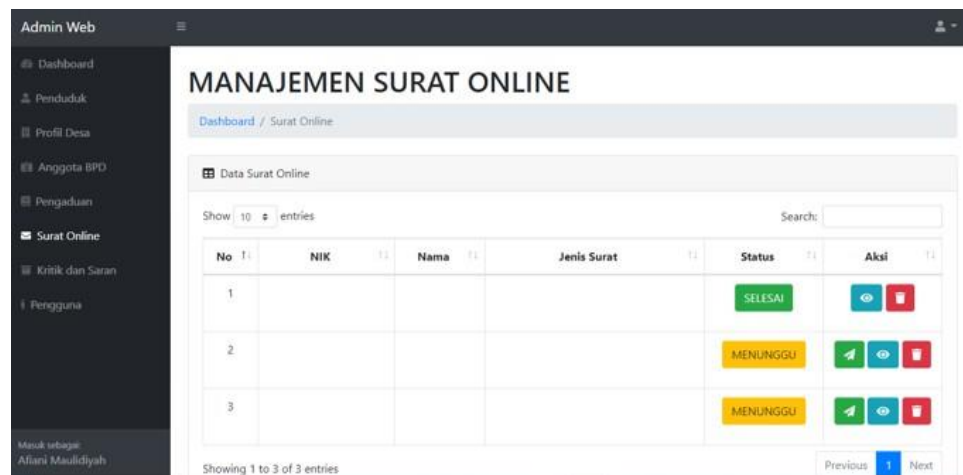 Admin Web
Dashboard
Penduduk
Profil Desa
Anggota BPD
Pengaduan
Surat Online
Kritik dan Saran
Pengguna
Masuk sebagai:
Afiani Maulidiyah
MANAJEMEN SURAT ONLINE
Dashboard / Surat Online
Data Surat Online
Show 10 entries Search:
No NIK Nama Jenis Surat Status Aksi
1 SELESAI
2 MENUNGGU
3 MENUNGGU
Showing 1 to 3 of 3 entries Previous 1 Next